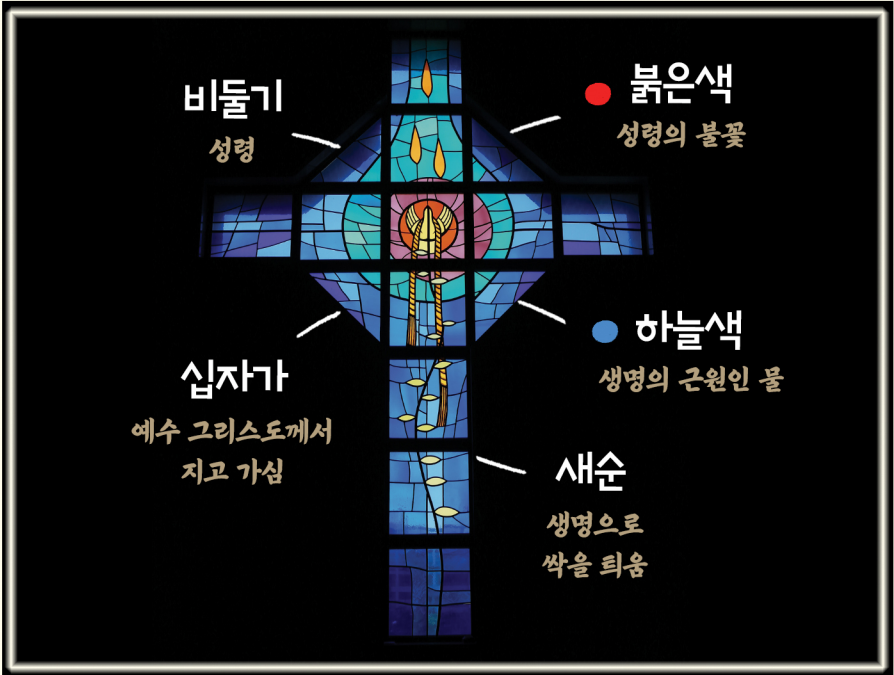 비둘기
성령
붉은색
성령의 불꽃
하늘색
생명의 근원인 물
십자가
예수 그리스도께서
지고 가심
새순
생명으로
싹을 틔움